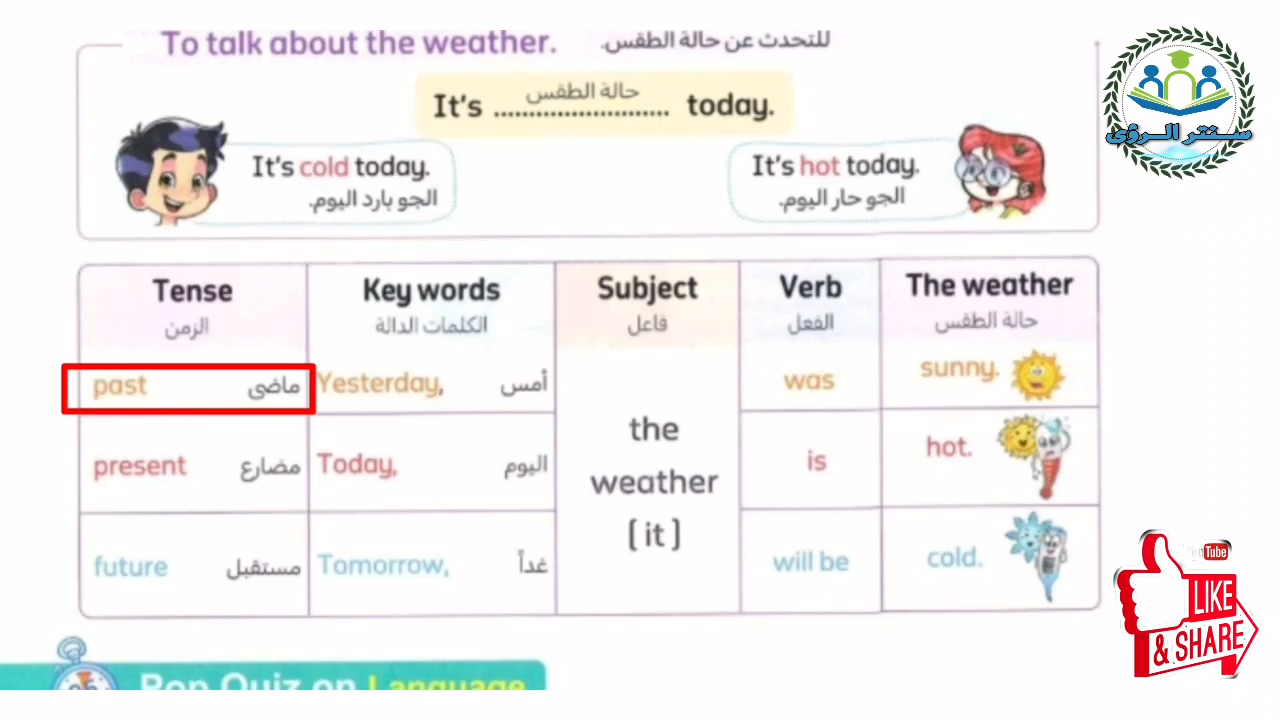 To talk about the weather. للتحدث عن حالة الطقس.
حالة الطقس
It's ........................ today.
It's cold today.
الجو بارد اليوم.
It's hot today.
الجو حار اليوم.
سنتر الرؤى
Tense Key words Subject Verb The weather
الزمن الكلمات الدالة فاعل الفعل حالة الطقس
past ماضى Yesterday, أمس was sunny.
the weather [ it ]
present مضارع Today, اليوم is hot.
future مستقبل Tomorrow, غداً will be cold.
YouTube
LIKE
& SHARE
Pop Quiz on Language